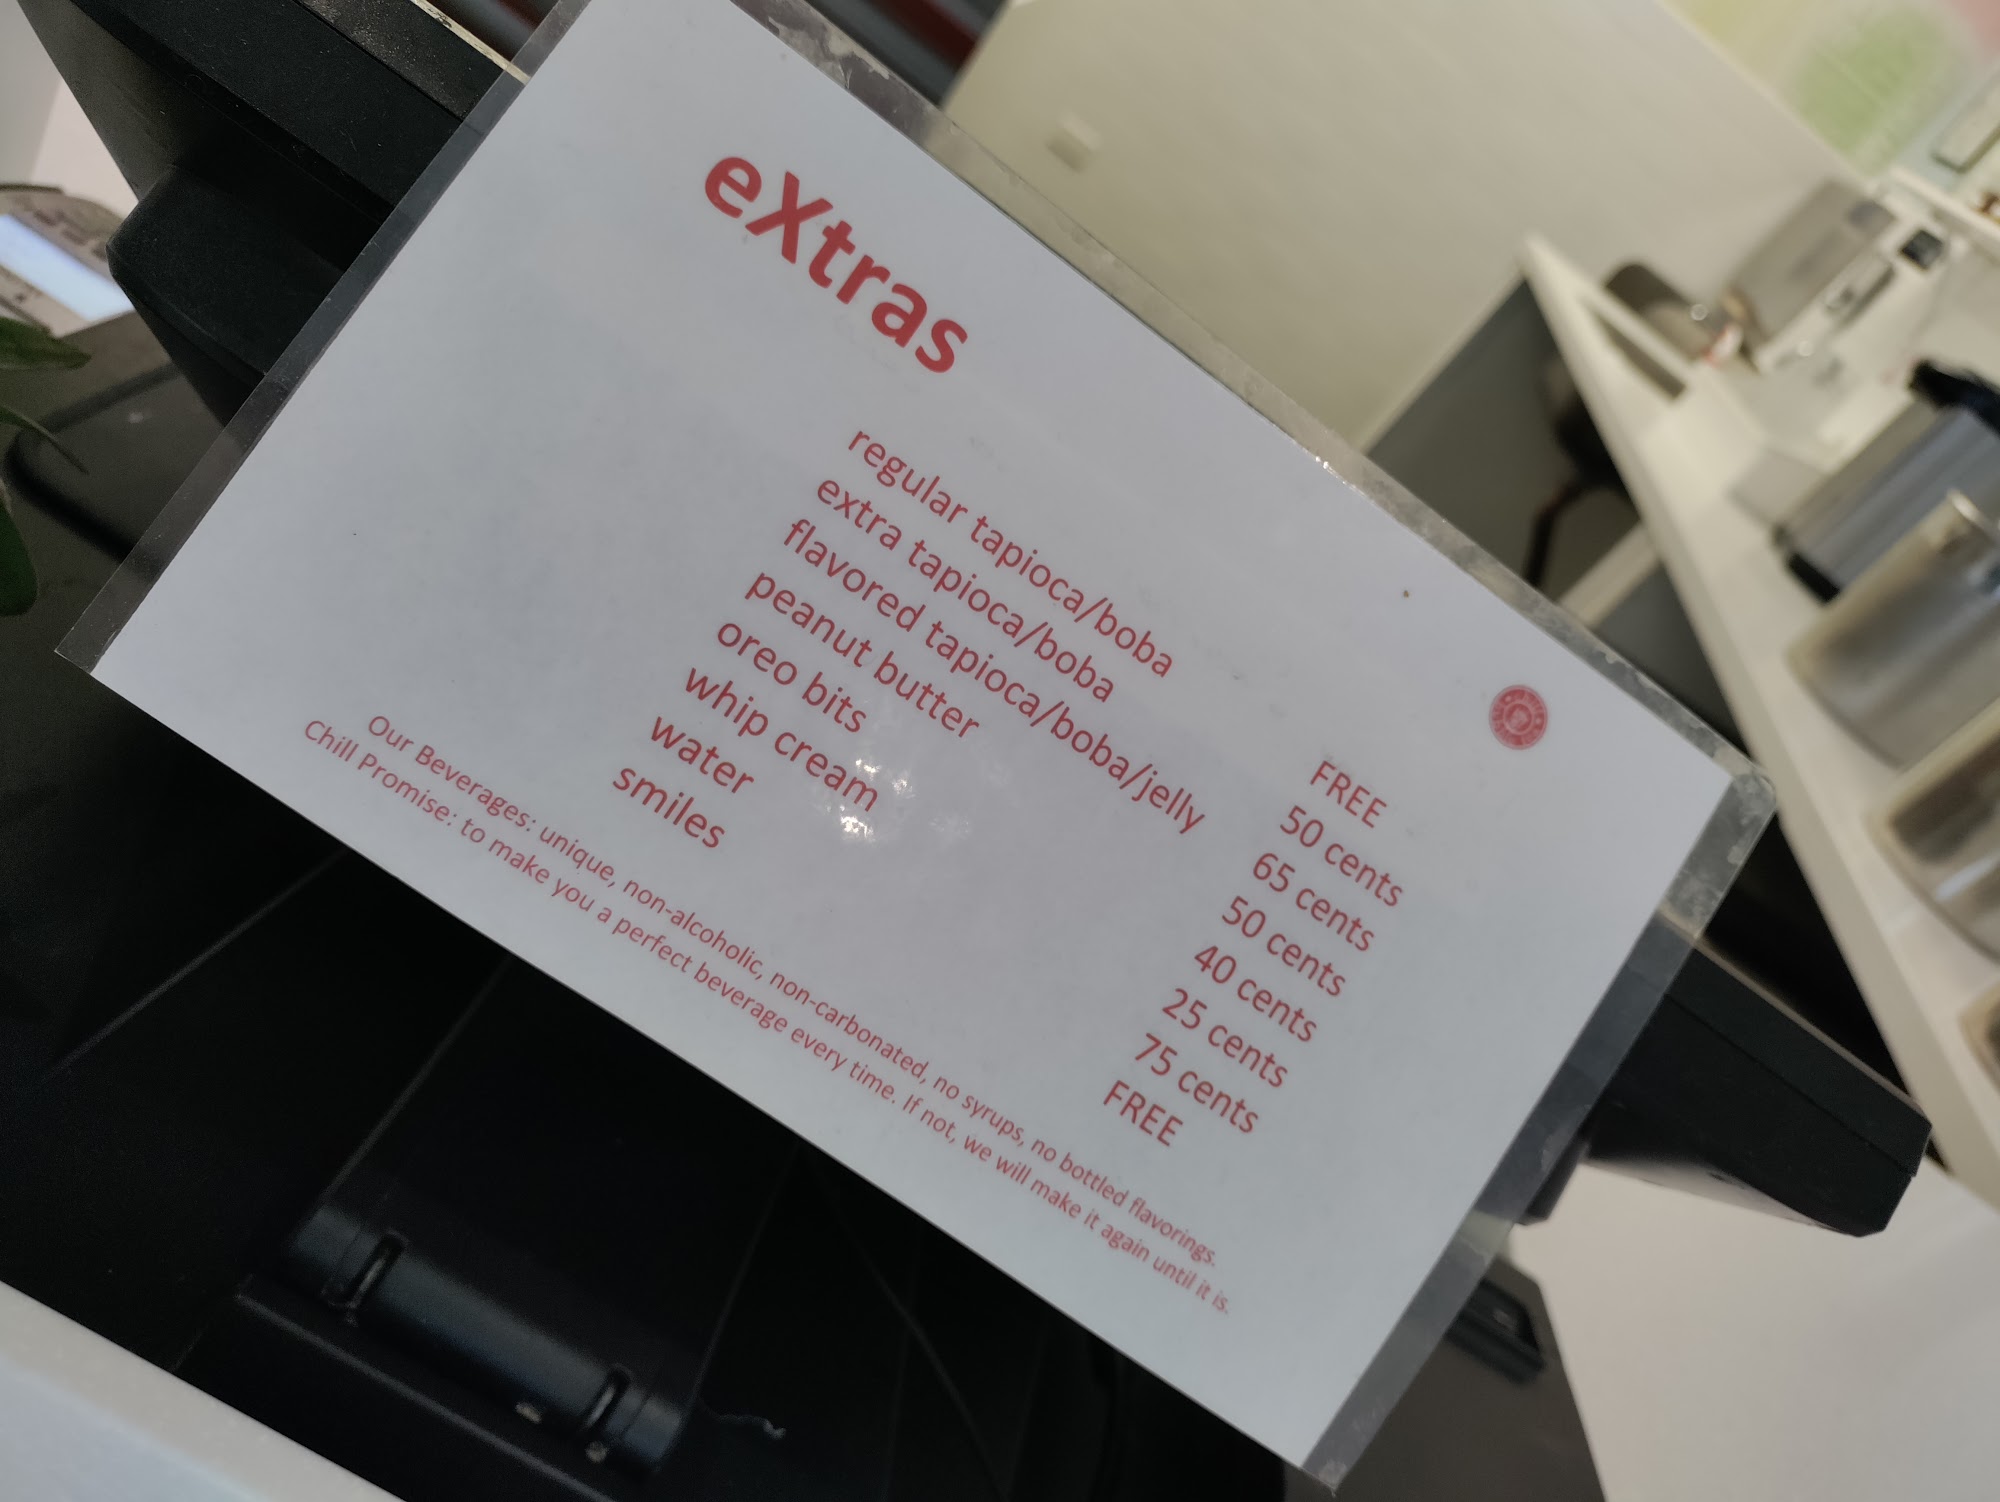 eXtras
regular tapioca/boba FREE
extra tapioca/boba 50 cents
flavored tapioca/boba/jelly 65 cents
peanut butter 50 cents
oreo bits 40 cents
whip cream 25 cents
water 75 cents
smiles FREE
Our Beverages: unique, non-alcoholic, non-carbonated, no syrups, no bottled flavorings.
Chill Promise: to make you a perfect beverage every time. If not, we will make it again until it is.